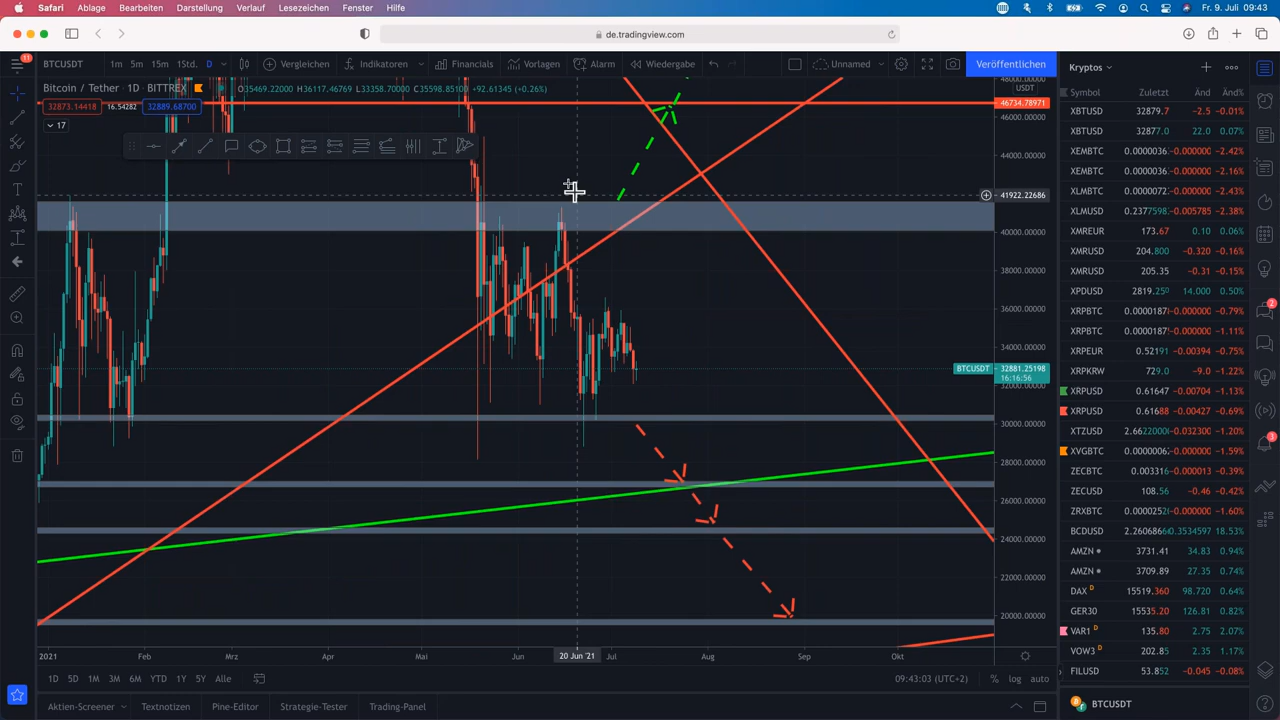 Safari Ablage Bearbeiten Darstellung Verlauf Lesezeichen Fenster Hilfe Fr. 9. Juli 09:43
de.tradingview.com
11 BTCUSDT 1m 5m 15m 1Std. D Vergleichen Indikatoren Financials Vorlagen Alarm Wiedergabe Unnamed Veröffentlichen
Bitcoin / Tether 1D BITTREX O35469.22000 H36117.46769 L33358.70000 C35598.85100 +92.61345 (+0.26%)
32873.14418 16.54282 32889.68700
17
USDT
46734.78971
46000.00000
44000.00000
41922.22686
40000.00000
38000.00000
36000.00000
34000.00000
BTCUSDT 32881.25198
16:16:56
30000.00000
28000.00000
26000.00000
24000.00000
22000.00000
20000.00000
2021 Feb Mrz Apr Mai Jun 20 Jun '21 Jul Aug Sep Okt
1D 5D 1M 3M 6M YTD 1Y 5Y Alle 09:43:03 (UTC+2) % log auto
Aktien-Screener Textnotizen Pine-Editor Strategie-Tester Trading-Panel
Kryptos
Symbol Zuletzt Änd Änd%
XBTUSD 32879.7 -2.5 -0.01%
XBTUSD 32877.0 22.0 0.07%
XEMBTC 0.0000036 -0.000000 -2.42%
XEMBTC 0.0000036 -0.000000 -2.16%
XLMBTC 0.0000072 -0.000000 -2.43%
XLMUSD 0.2377598 -0.005785 -2.38%
XMREUR 173.67 0.10 0.06%
XMRUSD 204.800 -0.320 -0.16%
XMRUSD 205.35 -0.31 -0.15%
XPDUSD 2819.250 14.000 0.50%
XRPBTC 0.0000187 -0.000000 -0.79%
XRPBTC 0.0000187 -0.000000 -1.11%
XRPEUR 0.52191 -0.00394 -0.75%
XRPKRW 729.0 -9.0 -1.22%
XRPUSD 0.61647 -0.00704 -1.13%
XRPUSD 0.61688 -0.00427 -0.69%
XTZUSD 2.6622000 -0.032300 -1.20%
XVGBTC 0.0000005 -0.000000 -1.59%
ZECBTC 0.003316 -0.000013 -0.39%
ZECUSD 108.56 -0.46 -0.42%
ZRXBTC 0.0000252 -0.000000 -1.60%
BCDUSD 2.2606866 0.3534597 18.53%
AMZN 3731.41 34.83 0.94%
AMZN 3709.89 27.35 0.74%
DAX D 15519.360 98.720 0.64%
GER30 15535.20 126.81 0.82%
VAR1 D 135.80 2.75 2.07%
VOW3 D 202.85 2.35 1.17%
FILUSD 53.852 -0.045 -0.08%
BTCUSDT
2
3